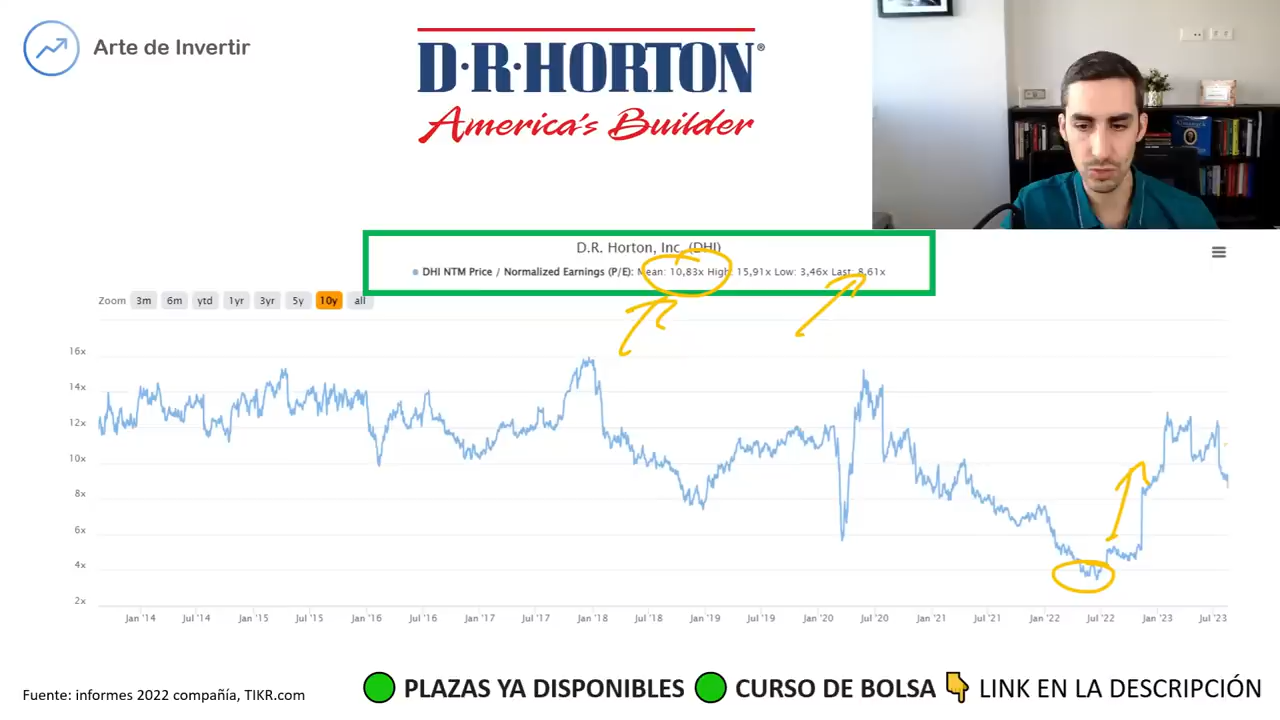 Arte de Invertir
D·R·HORTON®
America's Builder
D.R. Horton, Inc. (DHI)
DHI NTM Price / Normalized Earnings (P/E): Mean: 10,83x High: 15,91x Low: 3,46x Last: 8,61x
Zoom 3m 6m ytd 1yr 3yr 5y 10y all
16x
14x
12x
10x
8x
6x
4x
2x
Jan '14 Jul '14 Jan '15 Jul '15 Jan '16 Jul '16 Jan '17 Jul '17 Jan '18 Jul '18 Jan '19 Jul '19 Jan '20 Jul '20 Jan '21 Jul '21 Jan '22 Jul '22 Jan '23 Jul '23
Fuente: informes 2022 compañía, TIKR.com
PLAZAS YA DISPONIBLES CURSO DE BOLSA LINK EN LA DESCRIPCIÓN